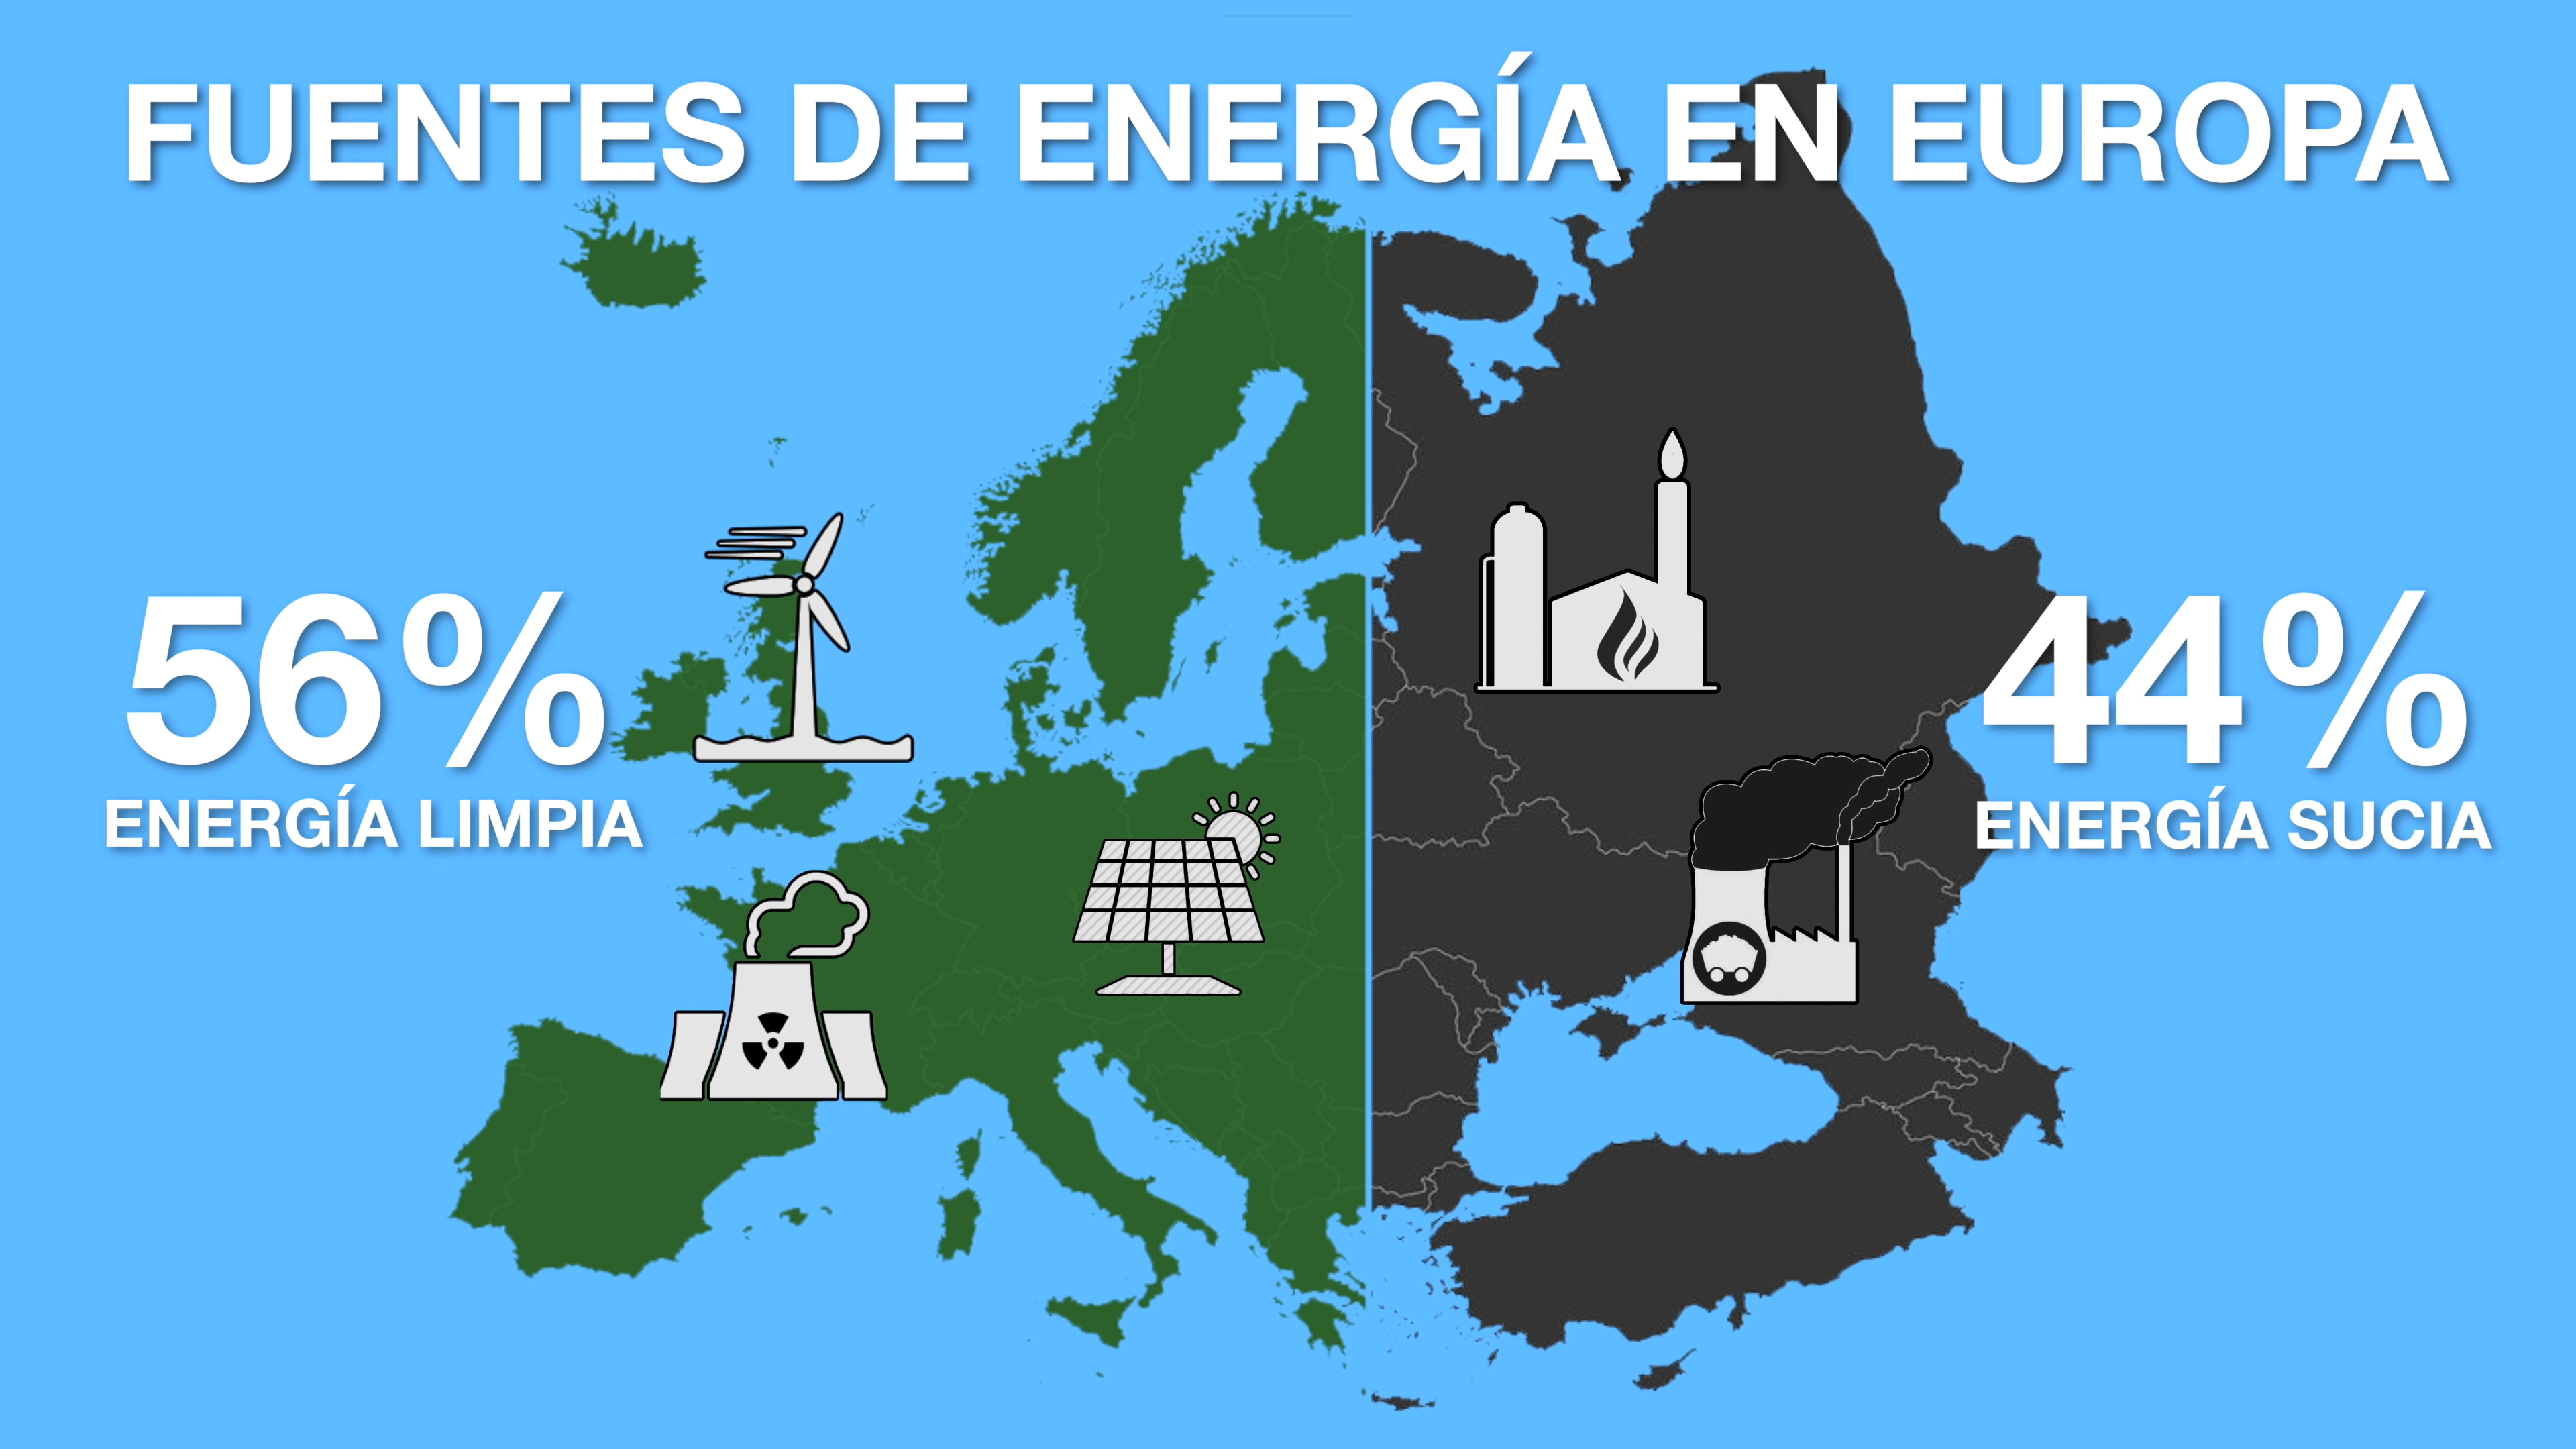 FUENTES DE ENERGÍA EN EUROPA
56%
ENERGÍA LIMPIA
44%
ENERGÍA SUCIA